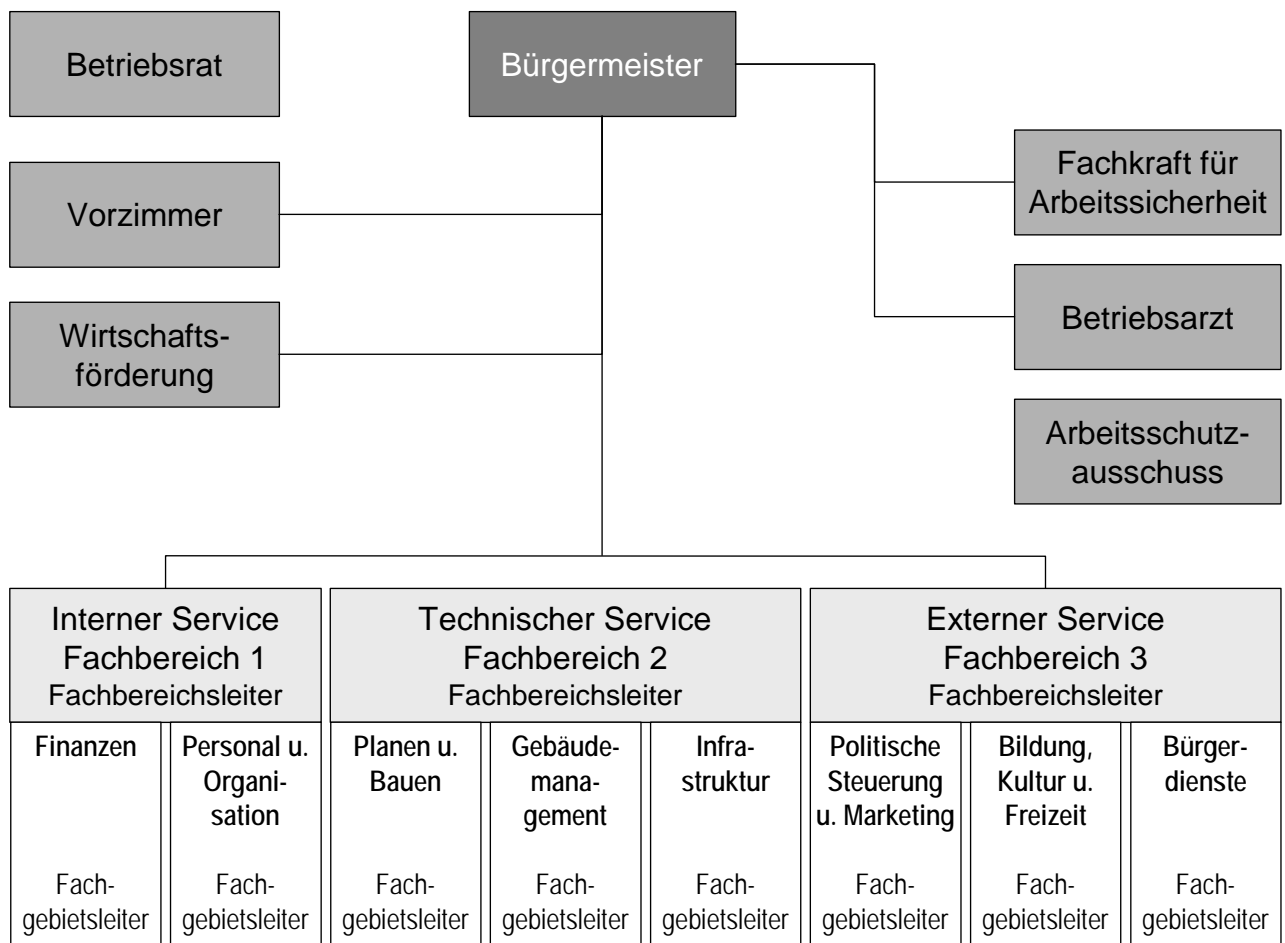 Betriebsrat
Bürgermeister
Fachkraft für
Arbeitssicherheit
Vorzimmer
Betriebsarzt
Wirtschafts-
förderung
Arbeitsschutz-
ausschuss
Interner Service
Fachbereich 1
Fachbereichsleiter
Technischer Service
Fachbereich 2
Fachbereichsleiter
Externer Service
Fachbereich 3
Fachbereichsleiter
Finanzen
Fach-
gebietsleiter
Personal u.
Organi-
sation
Fach-
gebietsleiter
Planen u.
Bauen
Fach-
gebietsleiter
Gebäude-
mana-
gement
Fach-
gebietsleiter
Infra-
struktur
Fach-
gebietsleiter
Politische
Steuerung
u. Marketing
Fach-
gebietsleiter
Bildung,
Kultur u.
Freizeit
Fach-
gebietsleiter
Bürger-
dienste
Fach-
gebietsleiter